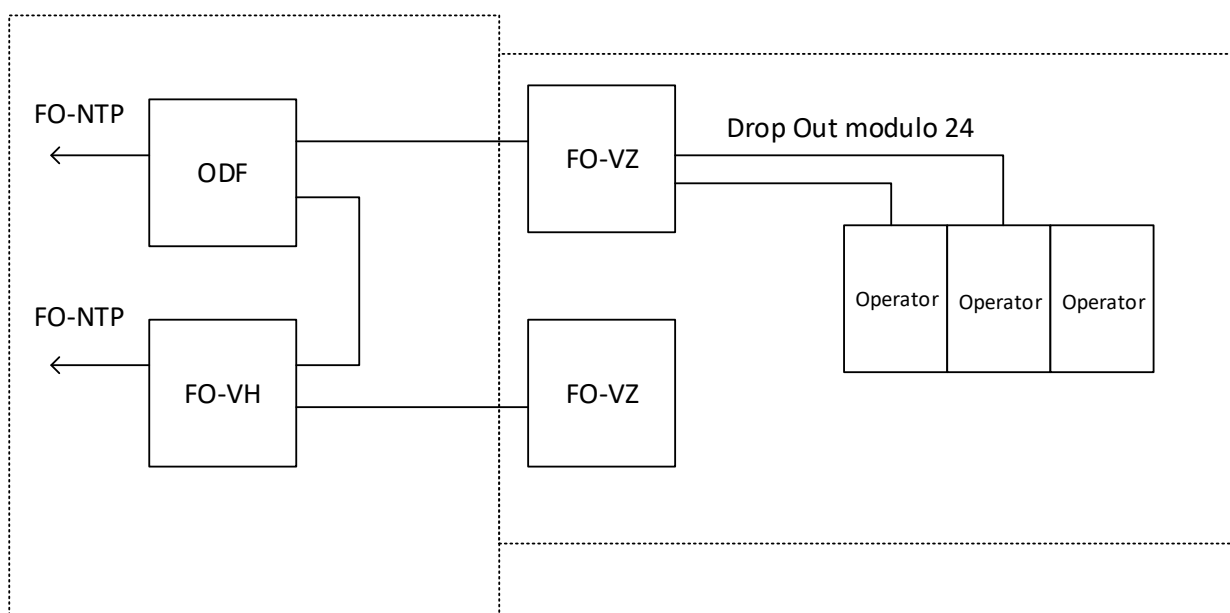 FO-NTP
ODF
FO-VZ
Drop Out modulo 24
Operator
Operator
Operator
FO-NTP
FO-VH
FO-VZ